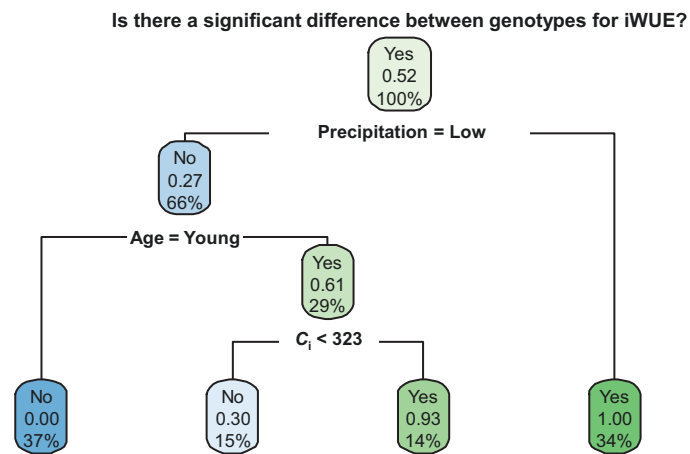 Is there a significant difference between genotypes for iWUE?
Yes
0.52
100%
Precipitation = Low
No
0.27
66%
Age = Young
Yes
0.61
29%
Ci < 323
No
0.00
37%
No
0.30
15%
Yes
0.93
14%
Yes
1.00
34%